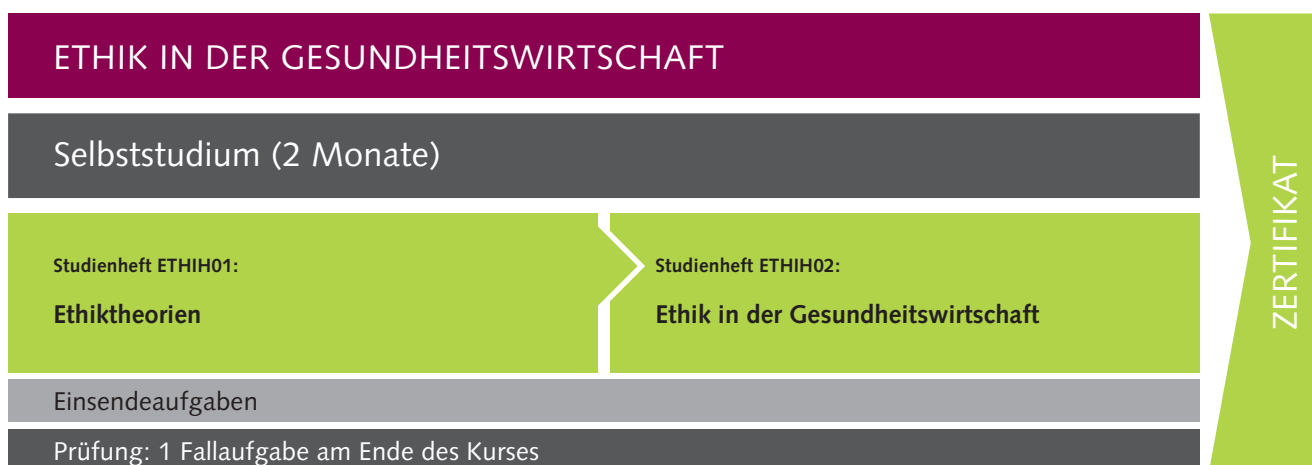 ETHIK IN DER GESUNDHEITSWIRTSCHAFT
Selbststudium (2 Monate)
Studienheft ETHIH01:
Ethiktheorien
Studienheft ETHIH02:
Ethik in der Gesundheitswirtschaft
Einsendeaufgaben
Prüfung: 1 Fallaufgabe am Ende des Kurses
ZERTIFIKAT